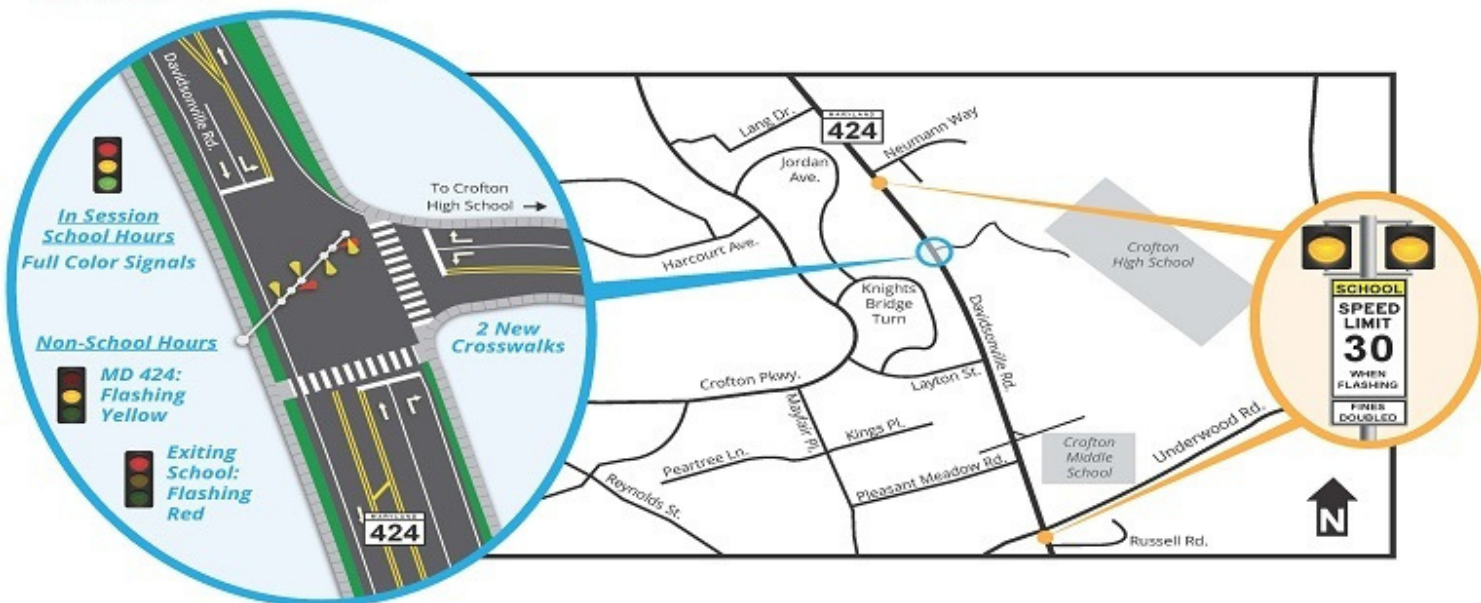 Davidsonville Rd.
In Session
School Hours
Full Color Signals
To Crofton
High School
Non-School Hours
MD 424:
Flashing
Yellow
Exiting
School:
Flashing
Red
2 New
Crosswalks
MARYLAND
424
Lang Dr.
MARYLAND
424
Neumann Way
Jordan
Ave.
Harcourt Ave.
Crofton
High School
Knights
Bridge
Turn
Davidsonville Rd.
Crofton Pkwy.
Layton St.
Mayfair Pl.
Kings Pl.
Peartree Ln.
Reynolds St.
Pleasant Meadow Rd.
Crofton
Middle
School
Underwood Rd.
Russell Rd.
SCHOOL
SPEED
LIMIT
30
WHEN
FLASHING
FINES
DOUBLED
N